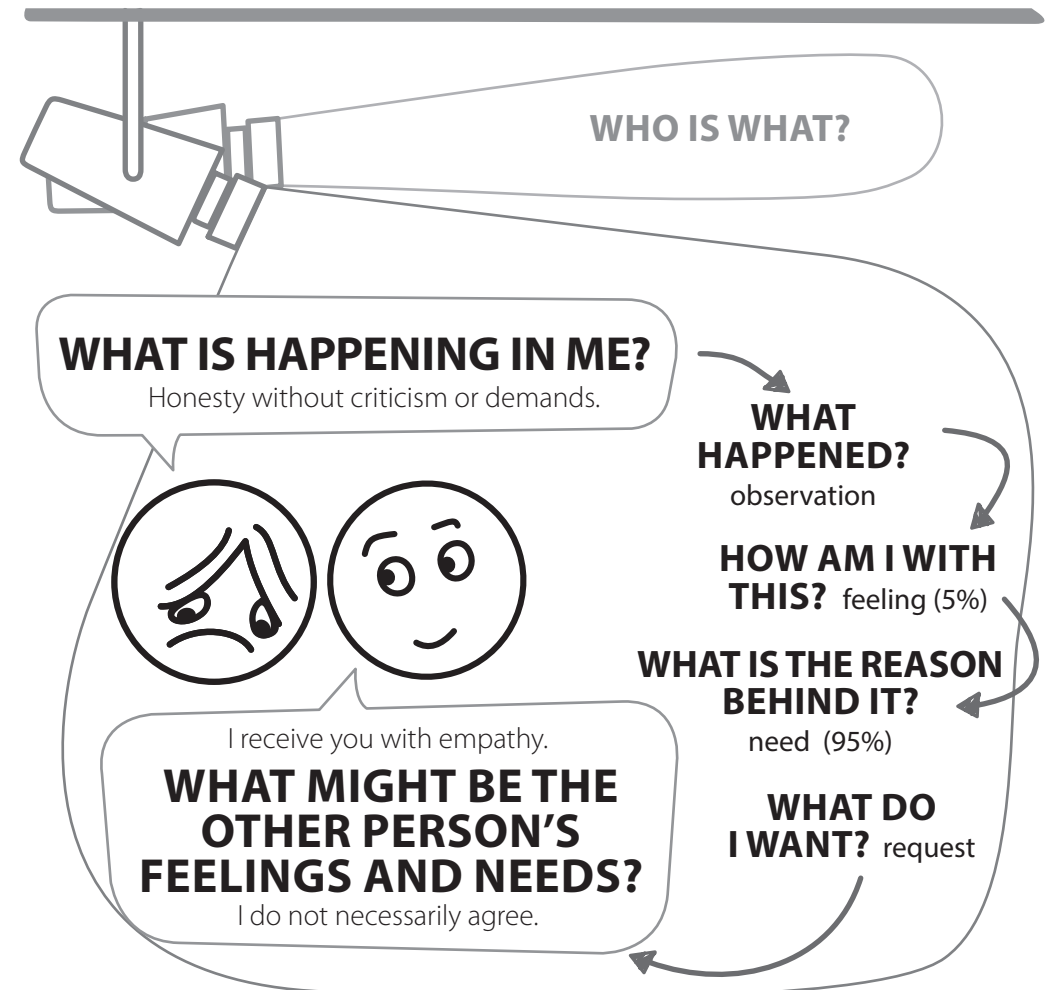 WHO IS WHAT?
WHAT IS HAPPENING IN ME?
Honesty without criticism or demands.
WHAT
HAPPENED?
observation
HOW AM I WITH
THIS? feeling (5%)
WHAT IS THE REASON
BEHIND IT?
need (95%)
WHAT DO
I WANT? request
I receive you with empathy.
WHAT MIGHT BE THE
OTHER PERSON’S
FEELINGS AND NEEDS?
I do not necessarily agree.